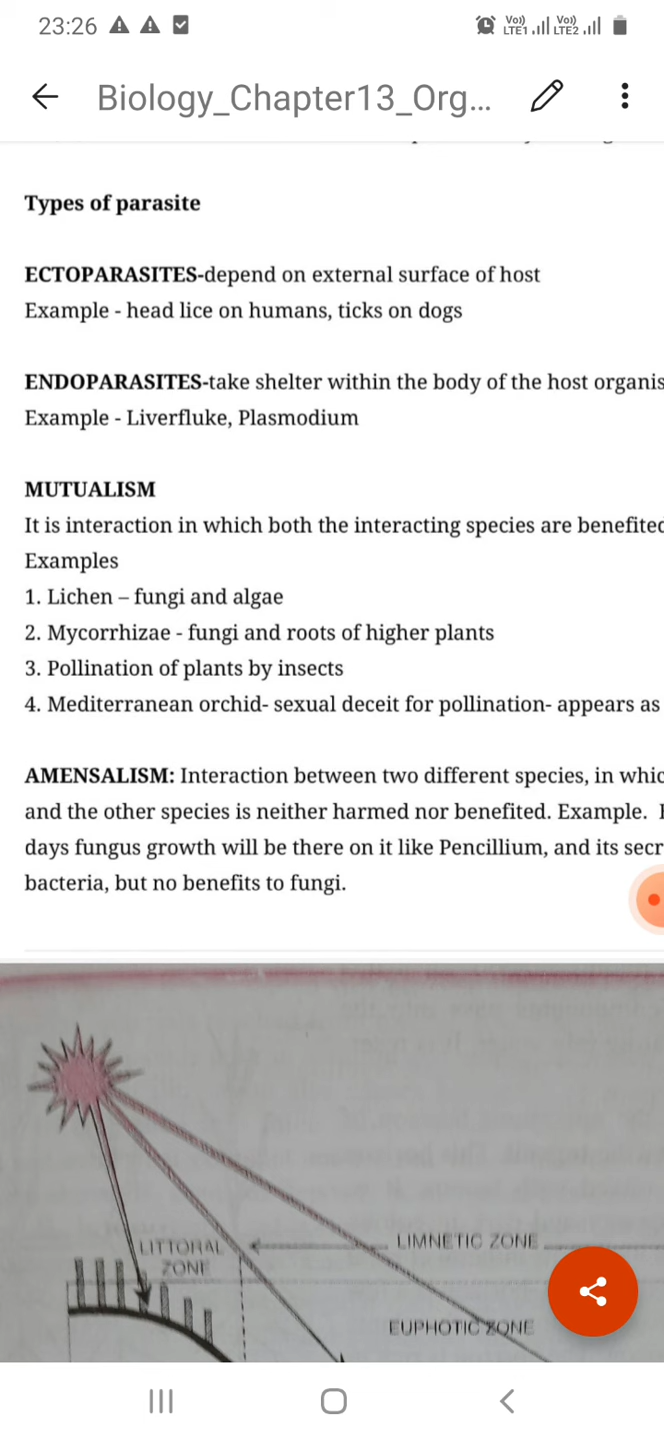 23:26
Vo)) LTE1 Vo)) LTE2
Biology_Chapter13_Org...
Types of parasite
ECTOPARASITES-depend on external surface of host
Example - head lice on humans, ticks on dogs
ENDOPARASITES-take shelter within the body of the host organis
Example - Liverfluke, Plasmodium
MUTUALISM
It is interaction in which both the interacting species are benefited
Examples
1. Lichen – fungi and algae
2. Mycorrhizae - fungi and roots of higher plants
3. Pollination of plants by insects
4. Mediterranean orchid- sexual deceit for pollination- appears as
AMENSALISM: Interaction between two different species, in whic
and the other species is neither harmed nor benefited. Example.
days fungus growth will be there on it like Pencillium, and its secr
bacteria, but no benefits to fungi.
LITTORAL
ZONE
LIMNETIC ZONE
EUPHOTIC ZONE